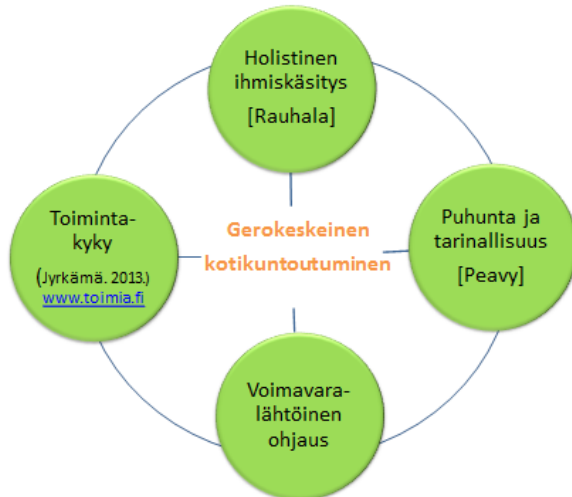 Holistinen
ihmiskäsitys
[Rauhala]
Toiminta-
kyky
(Jyrkämä. 2013.)
www.toimia.fi
Gerokeskeinen
kotikuntoutuminen
Puhunta ja
tarinallisuus
[Peavy]
Voimavara-
lähtöinen
ohjaus